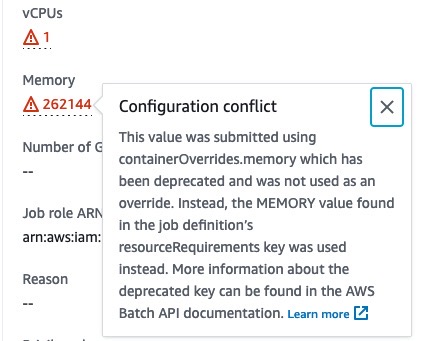 vCPUs
1
Memory
262144
Number of G
--
Job role ARN
arn:aws:iam:
Reason
--
Configuration conflict
This value was submitted using
containerOverrides.memory which has
been deprecated and was not used as an
override. Instead, the MEMORY value found
in the job definition's
resourceRequirements key was used
instead. More information about the
deprecated key can be found in the AWS
Batch API documentation. Learn more